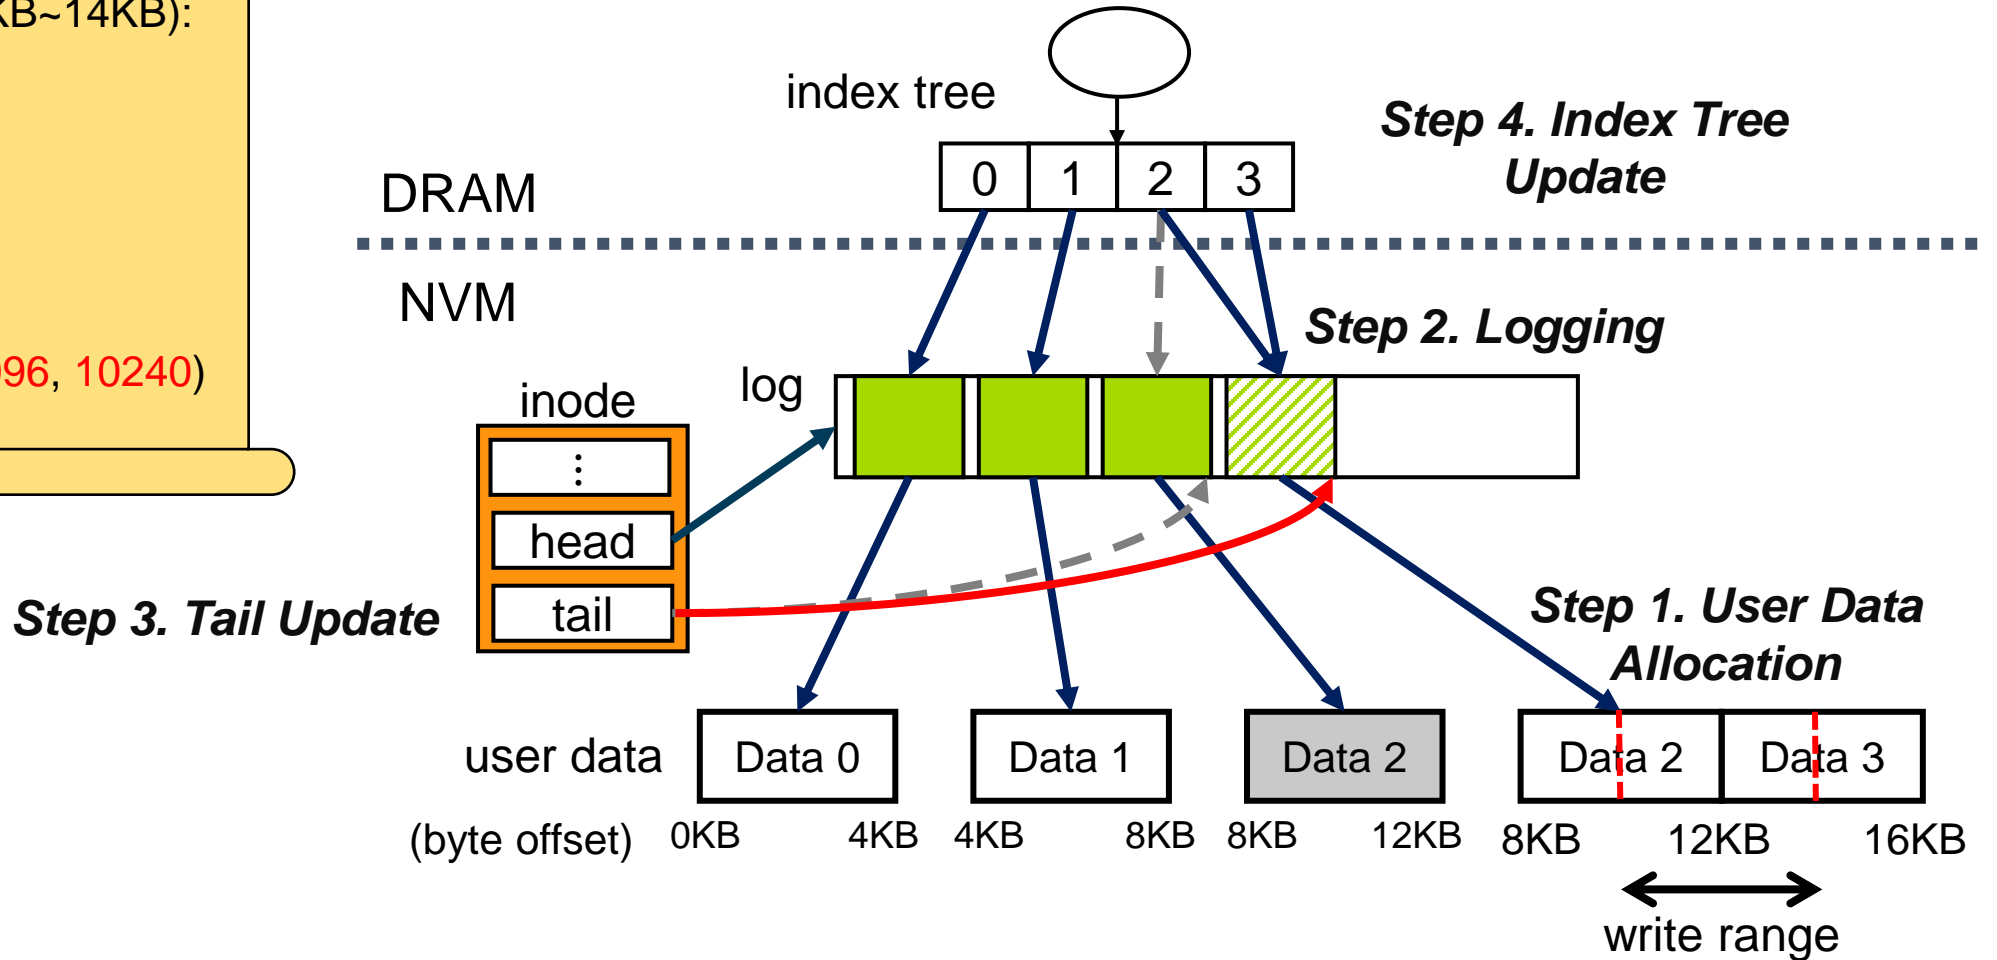 KB~14KB):
96, 10240)
index tree
Step 4. Index Tree
Update
0 1 2 3
DRAM
NVM
Step 2. Logging
log
inode
⋮
head
tail
Step 3. Tail Update
Step 1. User Data
Allocation
user data
Data 0
Data 1
Data 2
Data 2
Data 3
(byte offset) 0KB 4KB 4KB 8KB 8KB 12KB 8KB 12KB 16KB
write range